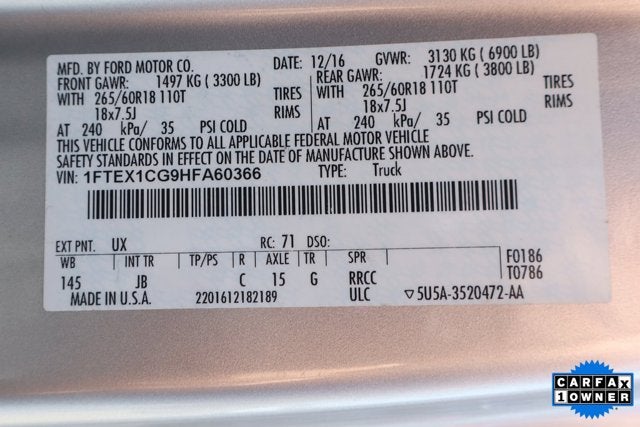 MFD. BY FORD MOTOR CO. DATE: 12/16 GVWR: 3130 KG ( 6900 LB)
FRONT GAWR: 1497 KG ( 3300 LB) REAR GAWR: 1724 KG ( 3800 LB)
WITH 265/60R18 110T TIRES WITH 265/60R18 110T TIRES
18x7.5J RIMS 18x7.5J RIMS
AT 240 kPa/ 35 PSI COLD AT 240 kPa/ 35 PSI COLD
THIS VEHICLE CONFORMS TO ALL APPLICABLE FEDERAL MOTOR VEHICLE
SAFETY STANDARDS IN EFFECT ON THE DATE OF MANUFACTURE SHOWN ABOVE.
VIN: 1FTEX1CG9HFA60366 TYPE: Truck
EXT PNT. UX RC: 71 DSO:
WB INT TR TP/PS R AXLE TR SPR F0186
145 JB C 15 G RRCC T0786
MADE IN U.S.A. 2201612182189 ULC ▽5U5A-3520472-AA
CARFAX
1 OWNER